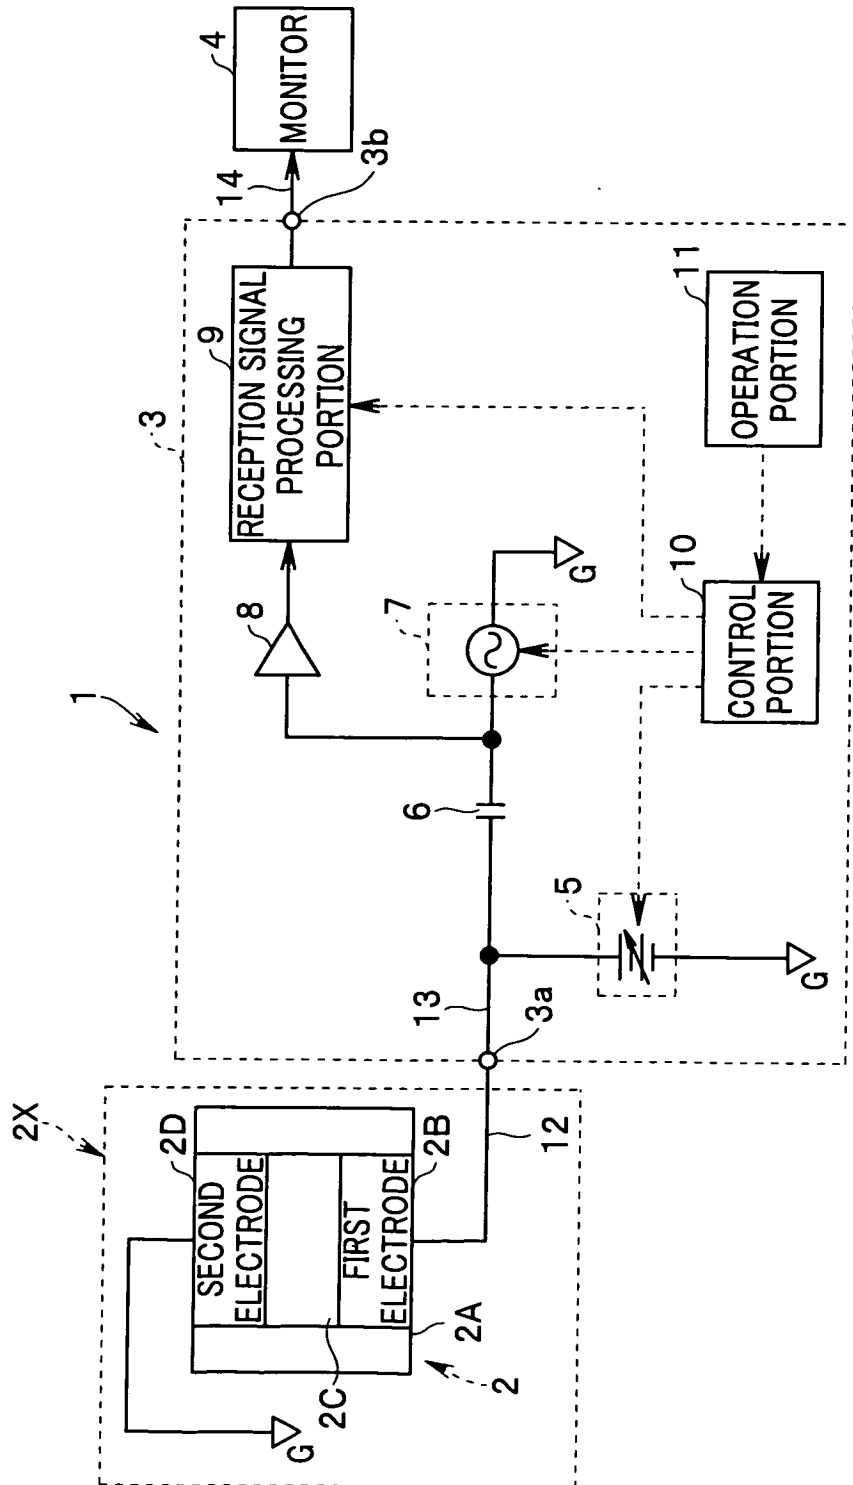 1
2X
2D
SECOND
ELECTRODE
FIRST
ELECTRODE
2B
2A
2C
2
G
12
3a
13
5
G
6
7
G
8
9
RECEPTION SIGNAL
PROCESSING
PORTION
3
14
3b
4
MONITOR
10
CONTROL
PORTION
11
OPERATION
PORTION